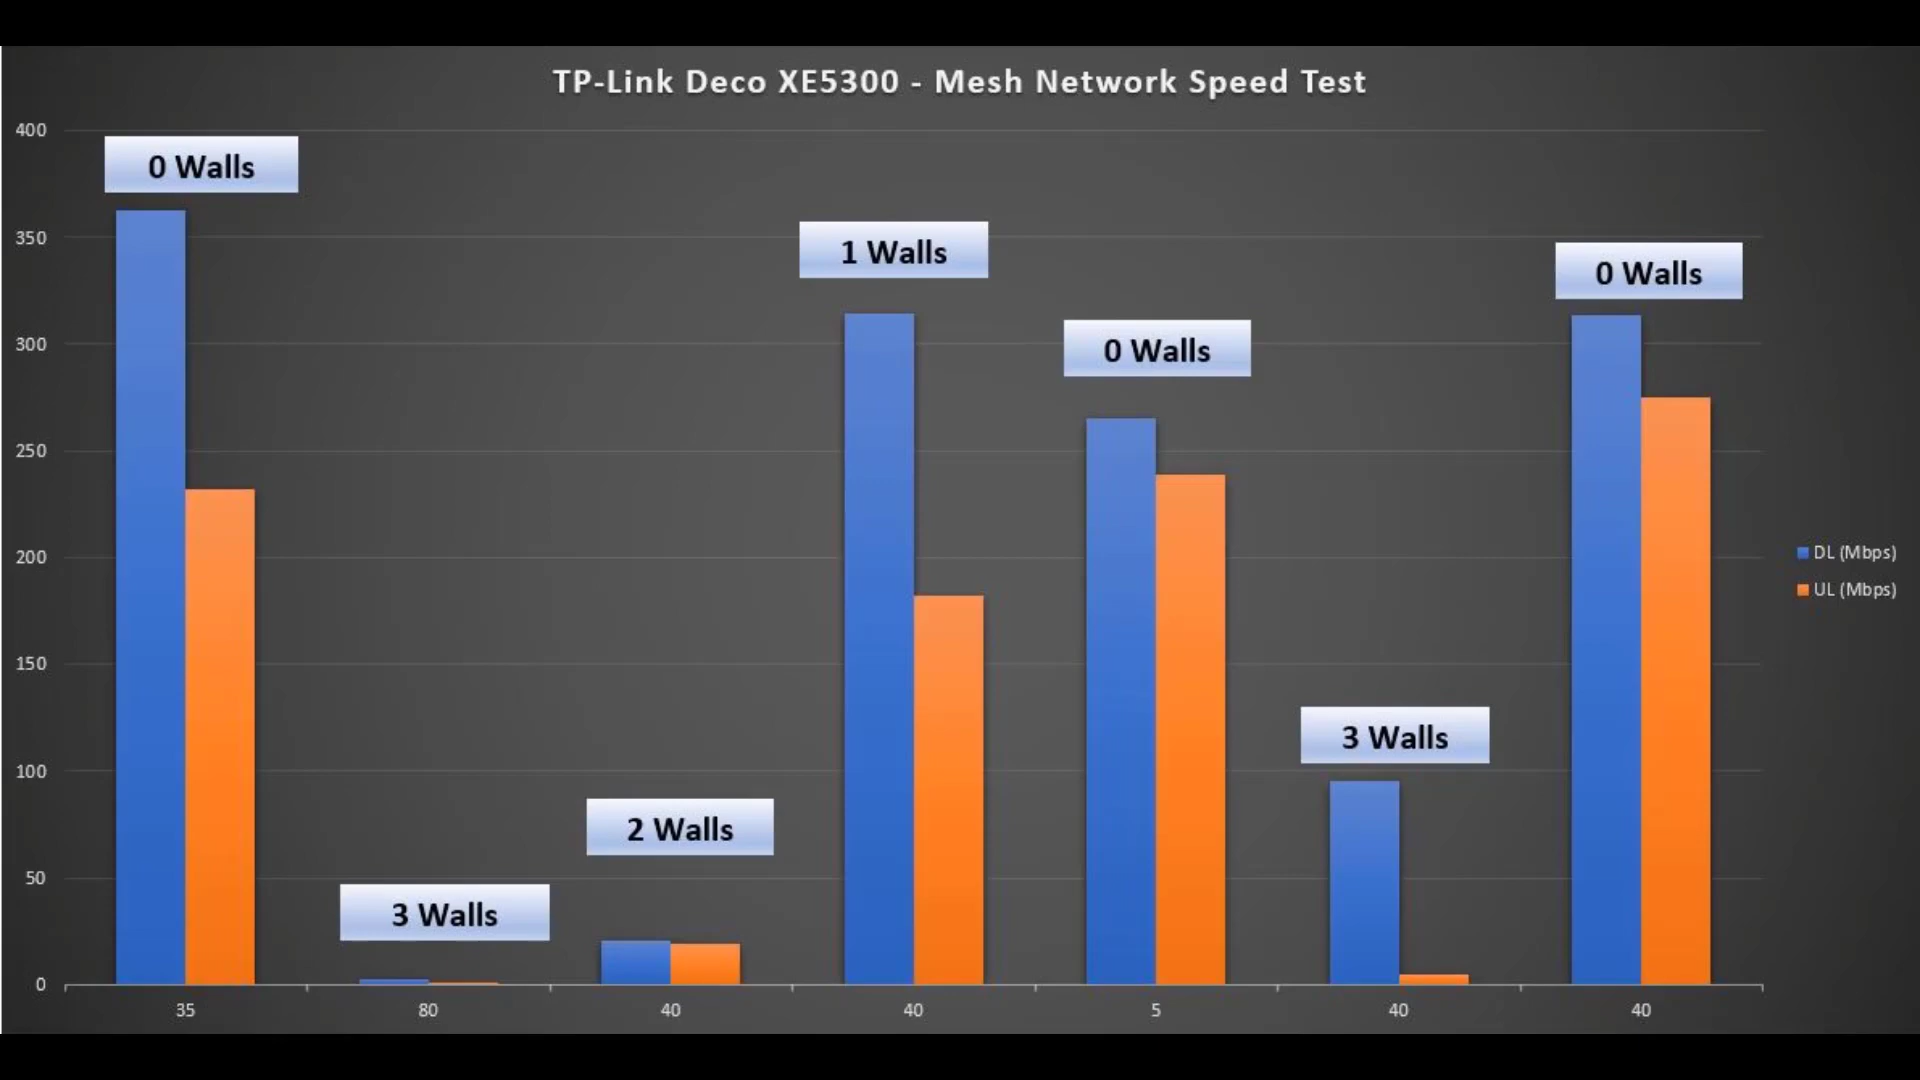 TP-Link Deco XE5300 - Mesh Network Speed Test
400
350
300
250
200
150
100
50
0
0 Walls
3 Walls
2 Walls
1 Walls
0 Walls
3 Walls
0 Walls
35 80 40 40 5 40 40
DL (Mbps)
UL (Mbps)